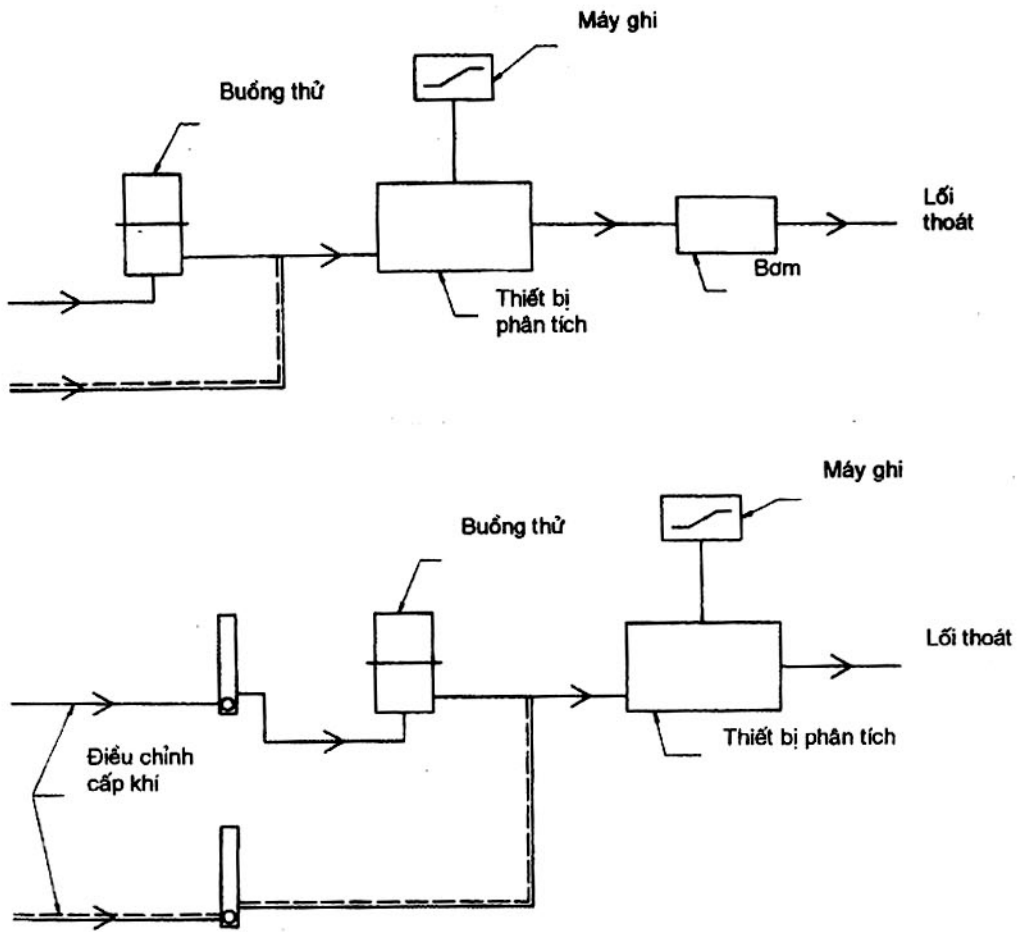 Máy ghi
Buồng thử
Lối
thoát
Bơm
Thiết bị
phân tích
Máy ghi
Buồng thử
Lối thoát
Thiết bị phân tích
Điều chỉnh
cấp khí